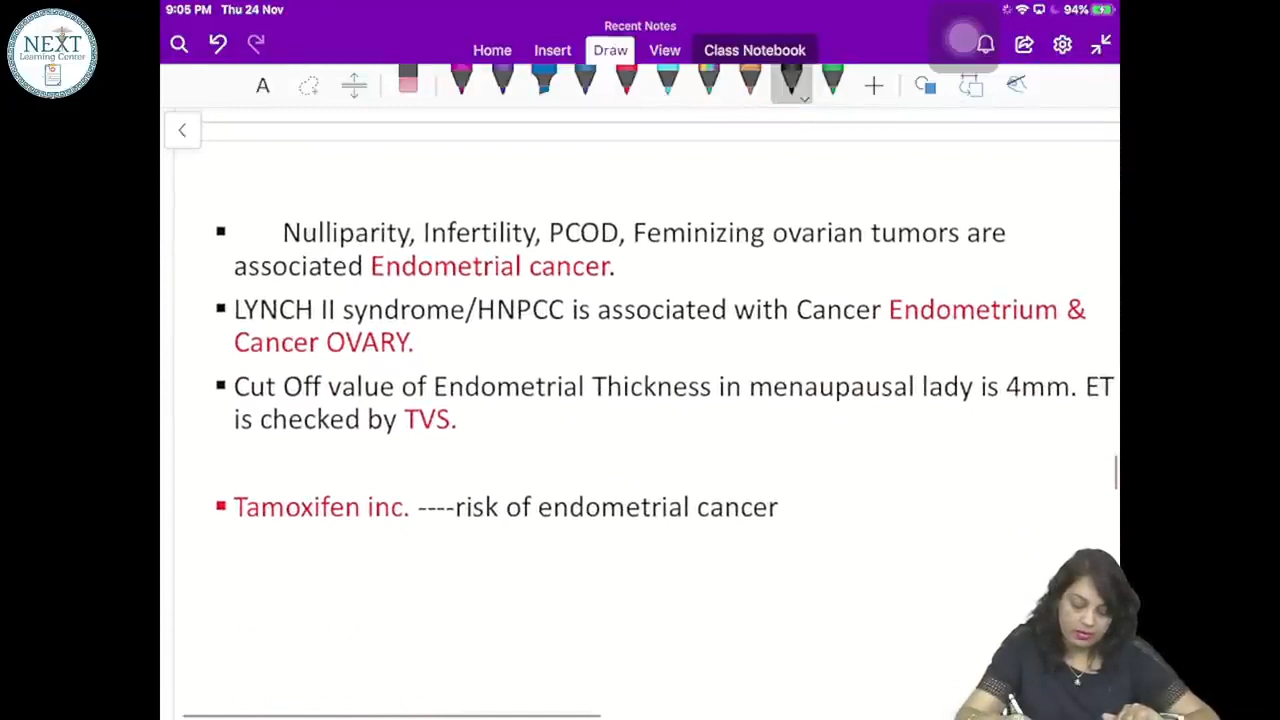 9:05 PM Thu 24 Nov
94%
NEXT
Learning Center
Recent Notes
Home Insert Draw View Class Notebook
A
▪ Nulliparity, Infertility, PCOD, Feminizing ovarian tumors are
associated Endometrial cancer.
▪ LYNCH II syndrome/HNPCC is associated with Cancer Endometrium &
Cancer OVARY.
▪ Cut Off value of Endometrial Thickness in menaupausal lady is 4mm. ET
is checked by TVS.
▪ Tamoxifen inc. ----risk of endometrial cancer